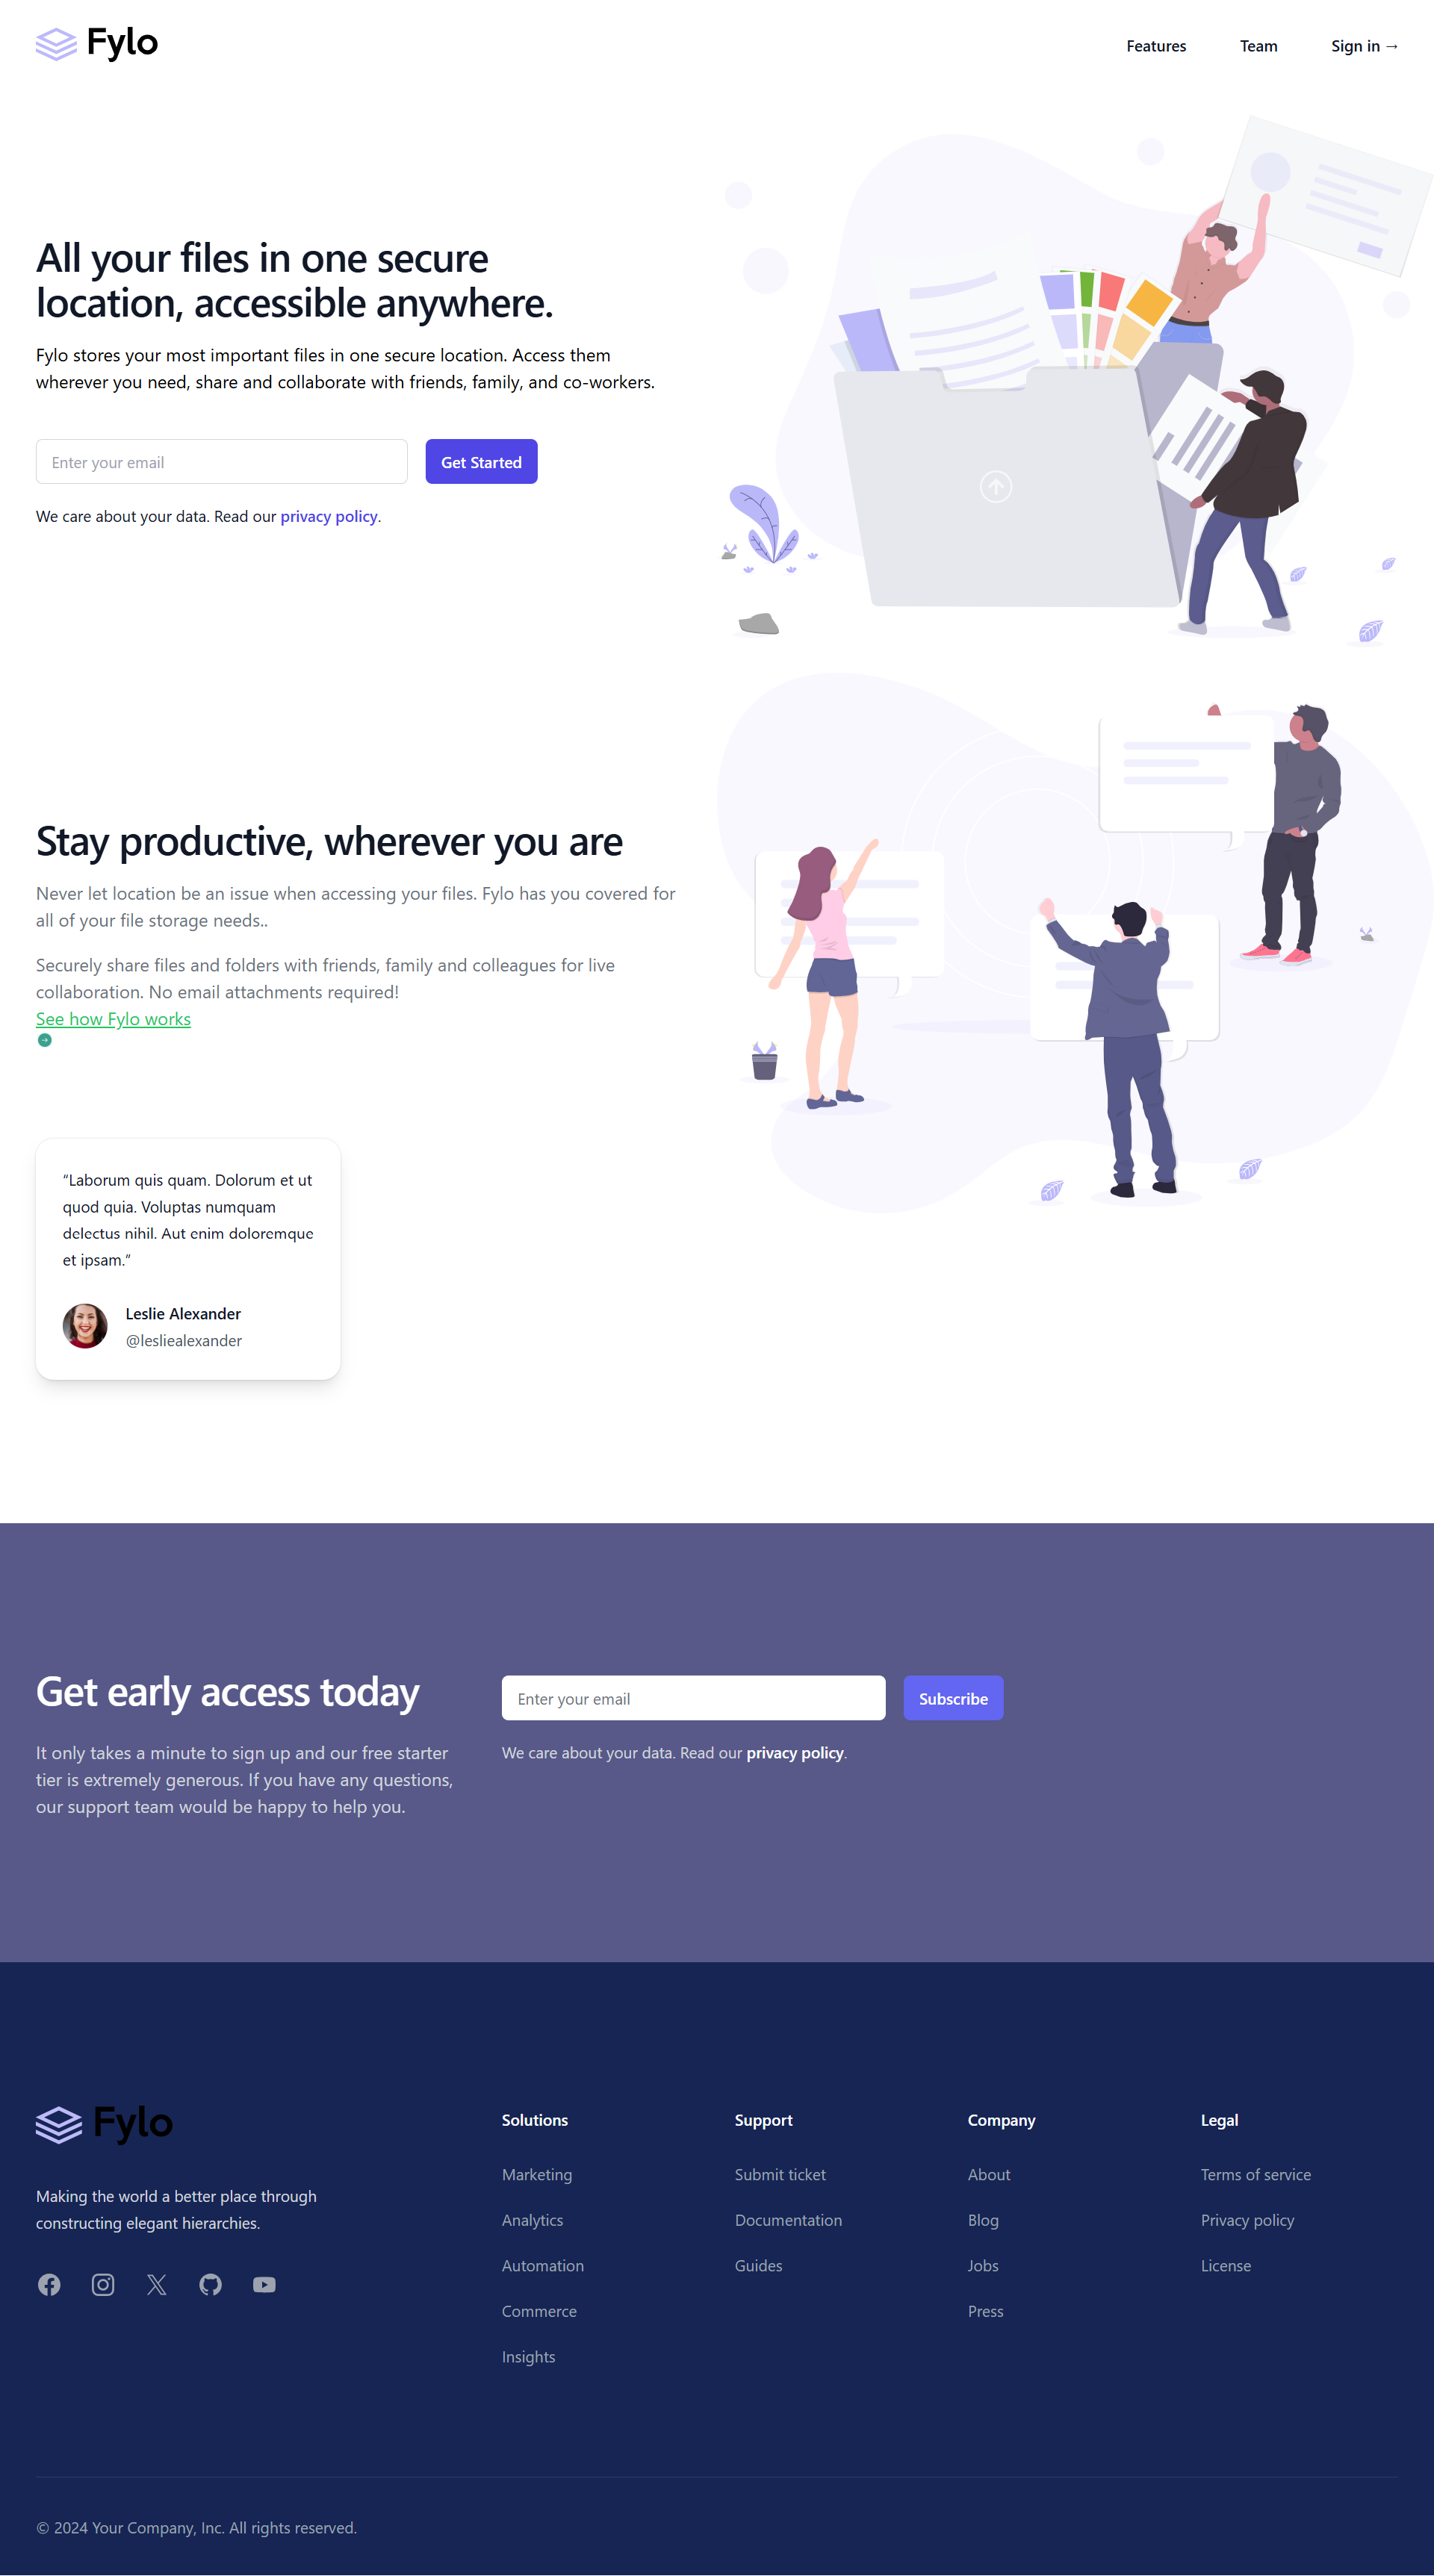 Fylo
Features
Team
Sign in →
All your files in one secure
location, accessible anywhere.
Fylo stores your most important files in one secure location. Access them
wherever you need, share and collaborate with friends, family, and co-workers.
Enter your email
Get Started
We care about your data. Read our privacy policy.
Stay productive, wherever you are
Never let location be an issue when accessing your files. Fylo has you covered for
all of your file storage needs..
Securely share files and folders with friends, family and colleagues for live
collaboration. No email attachments required!
See how Fylo works
“Laborum quis quam. Dolorum et ut
quod quia. Voluptas numquam
delectus nihil. Aut enim doloremque
et ipsam.”
Leslie Alexander
@lesliealexander
Get early access today
It only takes a minute to sign up and our free starter
tier is extremely generous. If you have any questions,
our support team would be happy to help you.
Enter your email
Subscribe
We care about your data. Read our privacy policy.
Fylo
Making the world a better place through
constructing elegant hierarchies.
Solutions
Marketing
Analytics
Automation
Commerce
Insights
Support
Submit ticket
Documentation
Guides
Company
About
Blog
Jobs
Press
Legal
Terms of service
Privacy policy
License
© 2024 Your Company, Inc. All rights reserved.